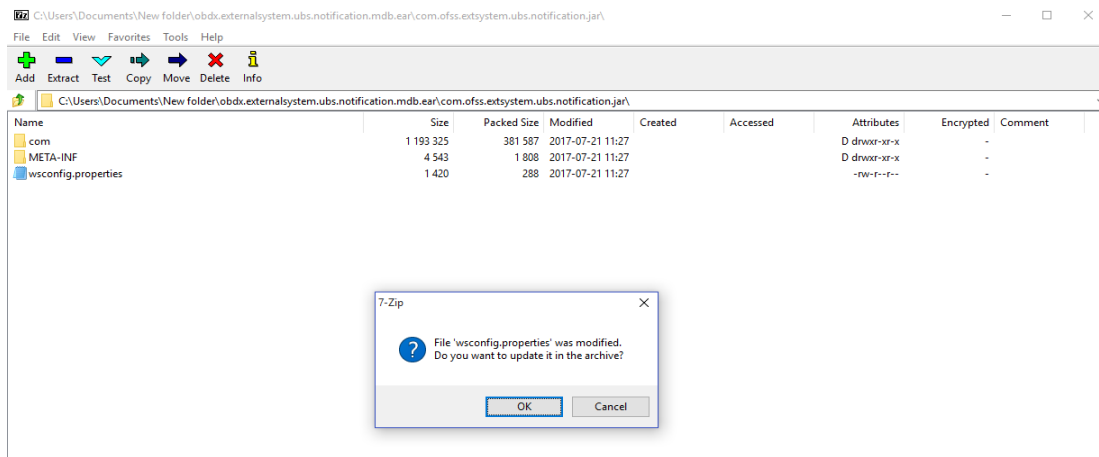 C:\Users\Documents\New folder\obdx.externalsystem.ubs.notification.mdb.ear\com.ofss.extsystem.ubs.notification.jar\
File Edit View Favorites Tools Help
Add Extract Test Copy Move Delete Info
C:\Users\Documents\New folder\obdx.externalsystem.ubs.notification.mdb.ear\com.ofss.extsystem.ubs.notification.jar\
Name Size Packed Size Modified Created Accessed Attributes Encrypted Comment
com 1 193 325 381 587 2017-07-21 11:27 D drwxr-xr-x -
META-INF 4 543 1 808 2017-07-21 11:27 D drwxr-xr-x -
wsconfig.properties 1 420 288 2017-07-21 11:27 -rw-r--r-- -
7-Zip
File 'wsconfig.properties' was modified.
Do you want to update it in the archive?
OK Cancel